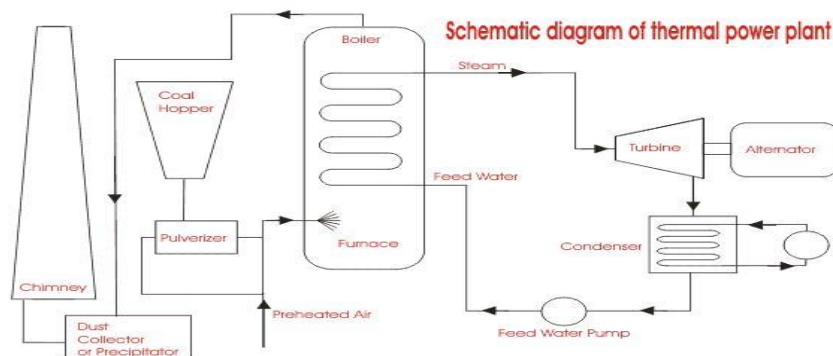 Schematic diagram of thermal power plant
Boiler
Steam
Coal
Hopper
Turbine
Alternator
Feed Water
Pulverizer
Furnace
Condenser
Chimney
Preheated Air
Feed Water Pump
Dust
Collector
or Precipitator